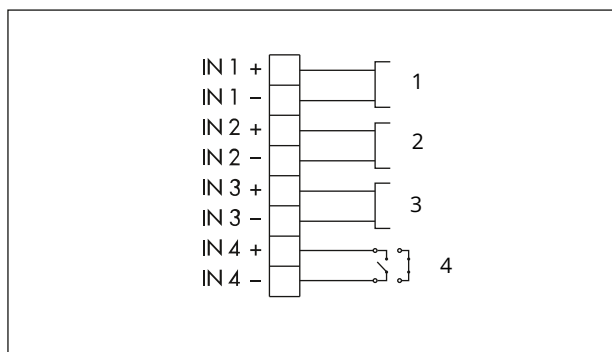 IN 1 +
1
IN 1 −
IN 2 +
2
IN 2 −
IN 3 +
3
IN 3 −
IN 4 +
4
IN 4 −